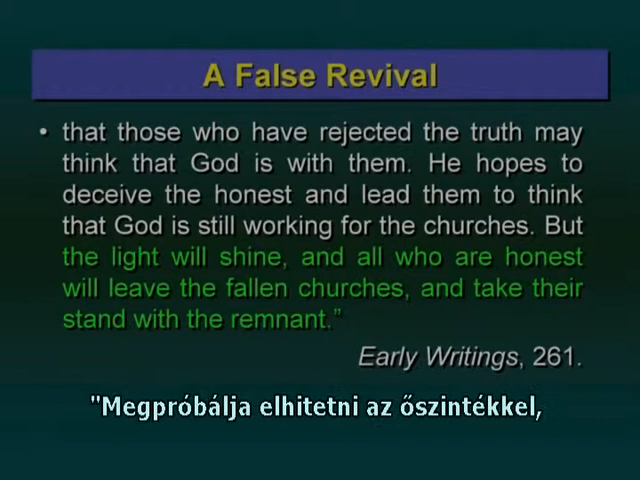 A False Revival
• that those who have rejected the truth may
think that God is with them. He hopes to
deceive the honest and lead them to think
that God is still working for the churches. But
the light will shine, and all who are honest
will leave the fallen churches, and take their
stand with the remnant.”
Early Writings, 261.
"Megpróbálja elhitetni az őszintékkel,